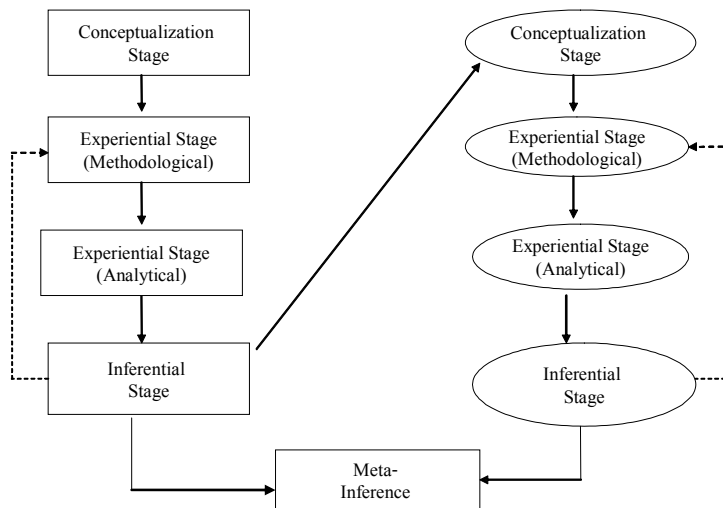 Conceptualization
Stage
Experiential Stage
(Methodological)
Experiential Stage
(Analytical)
Inferential
Stage
Conceptualization
Stage
Experiential Stage
(Methodological)
Experiential Stage
(Analytical)
Inferential
Stage
Meta-
Inference